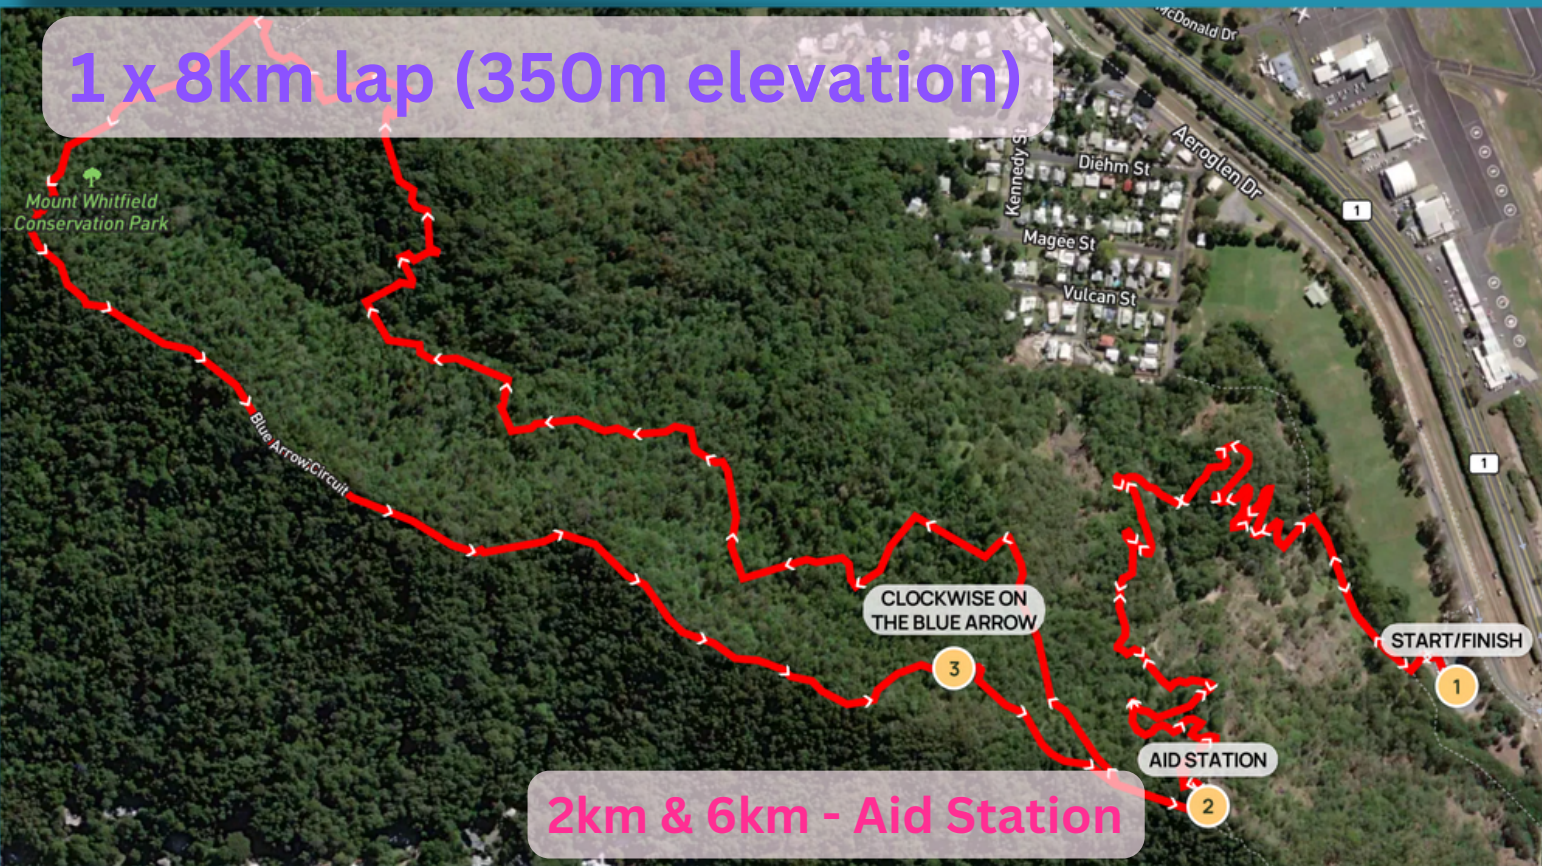 McDonald Dr
1 x 8km lap (350m elevation)
Kennedy St
Diehm St
Aeroglen Dr
1
Mount Whitfield
Conservation Park
Magee St
Vulcan St
Blue Arrow Circuit
1
CLOCKWISE ON
THE BLUE ARROW
START/FINISH
3
1
AID STATION
2km & 6km - Aid Station
2